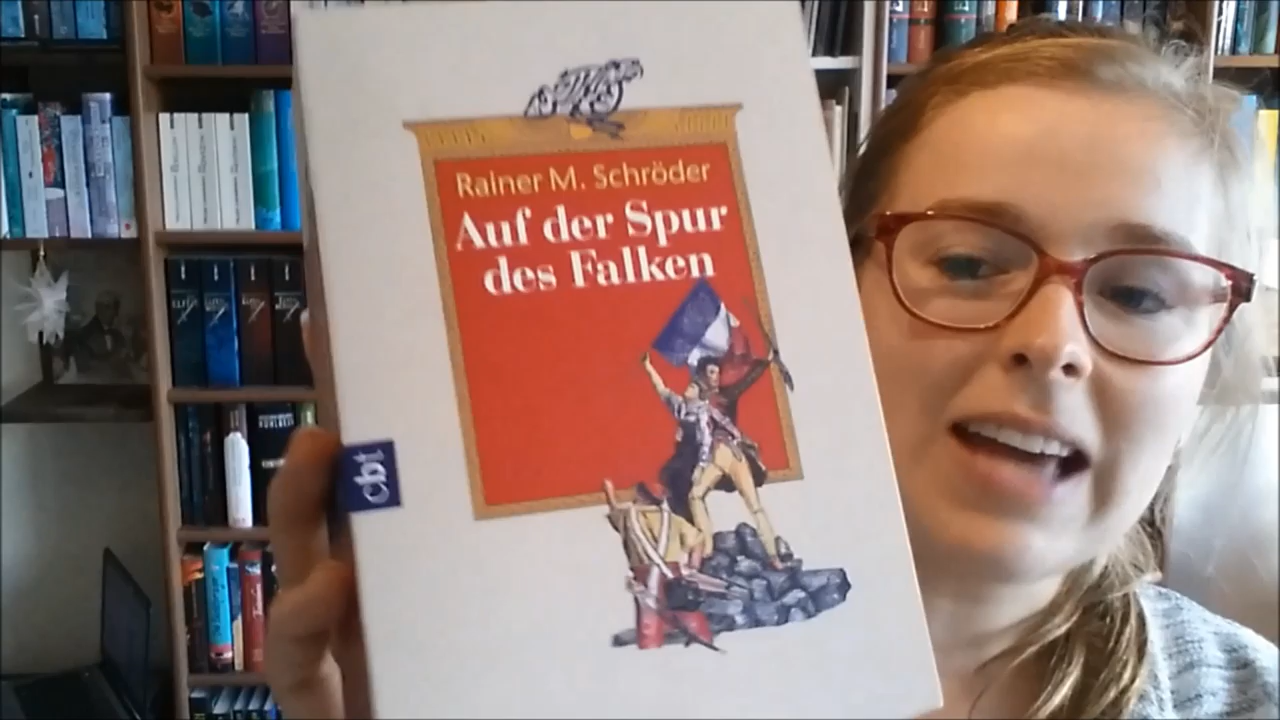 Rainer M. Schröder
Auf der Spur
des Falken
cbt